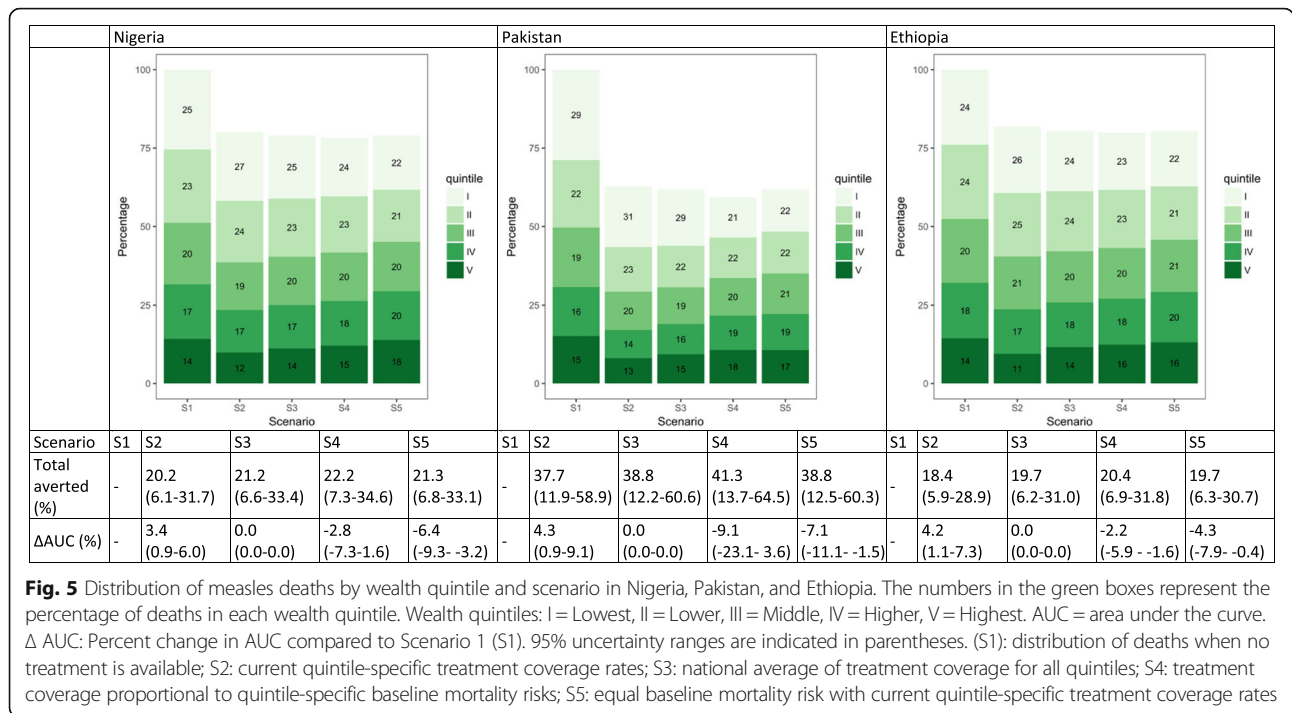 Nigeria
Pakistan
Ethiopia
100
75
50
25
0
Percentage
25
23
20
17
14
27
24
19
17
12
25
23
20
17
14
24
23
20
18
15
22
21
20
20
18
S1 S2 S3 S4 S5
Scenario
quintile
I
II
III
IV
V
100
75
50
25
0
Percentage
29
22
19
16
15
31
23
20
14
13
29
22
19
16
15
21
22
20
19
18
22
22
21
19
17
S1 S2 S3 S4 S5
Scenario
quintile
I
II
III
IV
V
100
75
50
25
0
Percentage
24
24
20
18
14
26
25
21
17
11
24
24
20
18
14
23
23
20
18
16
22
21
21
20
16
S1 S2 S3 S4 S5
Scenario
quintile
I
II
III
IV
V
Scenario S1 S2 S3 S4 S5 S1 S2 S3 S4 S5 S1 S2 S3 S4 S5
Total
averted
(%)
- 20.2 21.2 22.2 21.3 - 37.7 38.8 41.3 38.8 - 18.4 19.7 20.4 19.7
(6.1-31.7) (6.6-33.4) (7.3-34.6) (6.8-33.1) (11.9-58.9) (12.2-60.6) (13.7-64.5) (12.5-60.3) (5.9-28.9) (6.2-31.0) (6.9-31.8) (6.3-30.7)
ΔAUC (%) - 3.4 0.0 -2.8 -6.4 - 4.3 0.0 -9.1 -7.1 - 4.2 0.0 -2.2 -4.3
(0.9-6.0) (0.0-0.0) (-7.3-1.6) (-9.3- -3.2) (0.9-9.1) (0.0-0.0) (-23.1- 3.6) (-11.1- -1.5) (1.1-7.3) (0.0-0.0) (-5.9 - -1.6) (-7.9- -0.4)
Fig. 5 Distribution of measles deaths by wealth quintile and scenario in Nigeria, Pakistan, and Ethiopia. The numbers in the green boxes represent the
percentage of deaths in each wealth quintile. Wealth quintiles: I = Lowest, II = Lower, III = Middle, IV = Higher, V = Highest. AUC = area under the curve.
Δ AUC: Percent change in AUC compared to Scenario 1 (S1). 95% uncertainty ranges are indicated in parentheses. (S1): distribution of deaths when no
treatment is available; S2: current quintile-specific treatment coverage rates; S3: national average of treatment coverage for all quintiles; S4: treatment
coverage proportional to quintile-specific baseline mortality risks; S5: equal baseline mortality risk with current quintile-specific treatment coverage rates